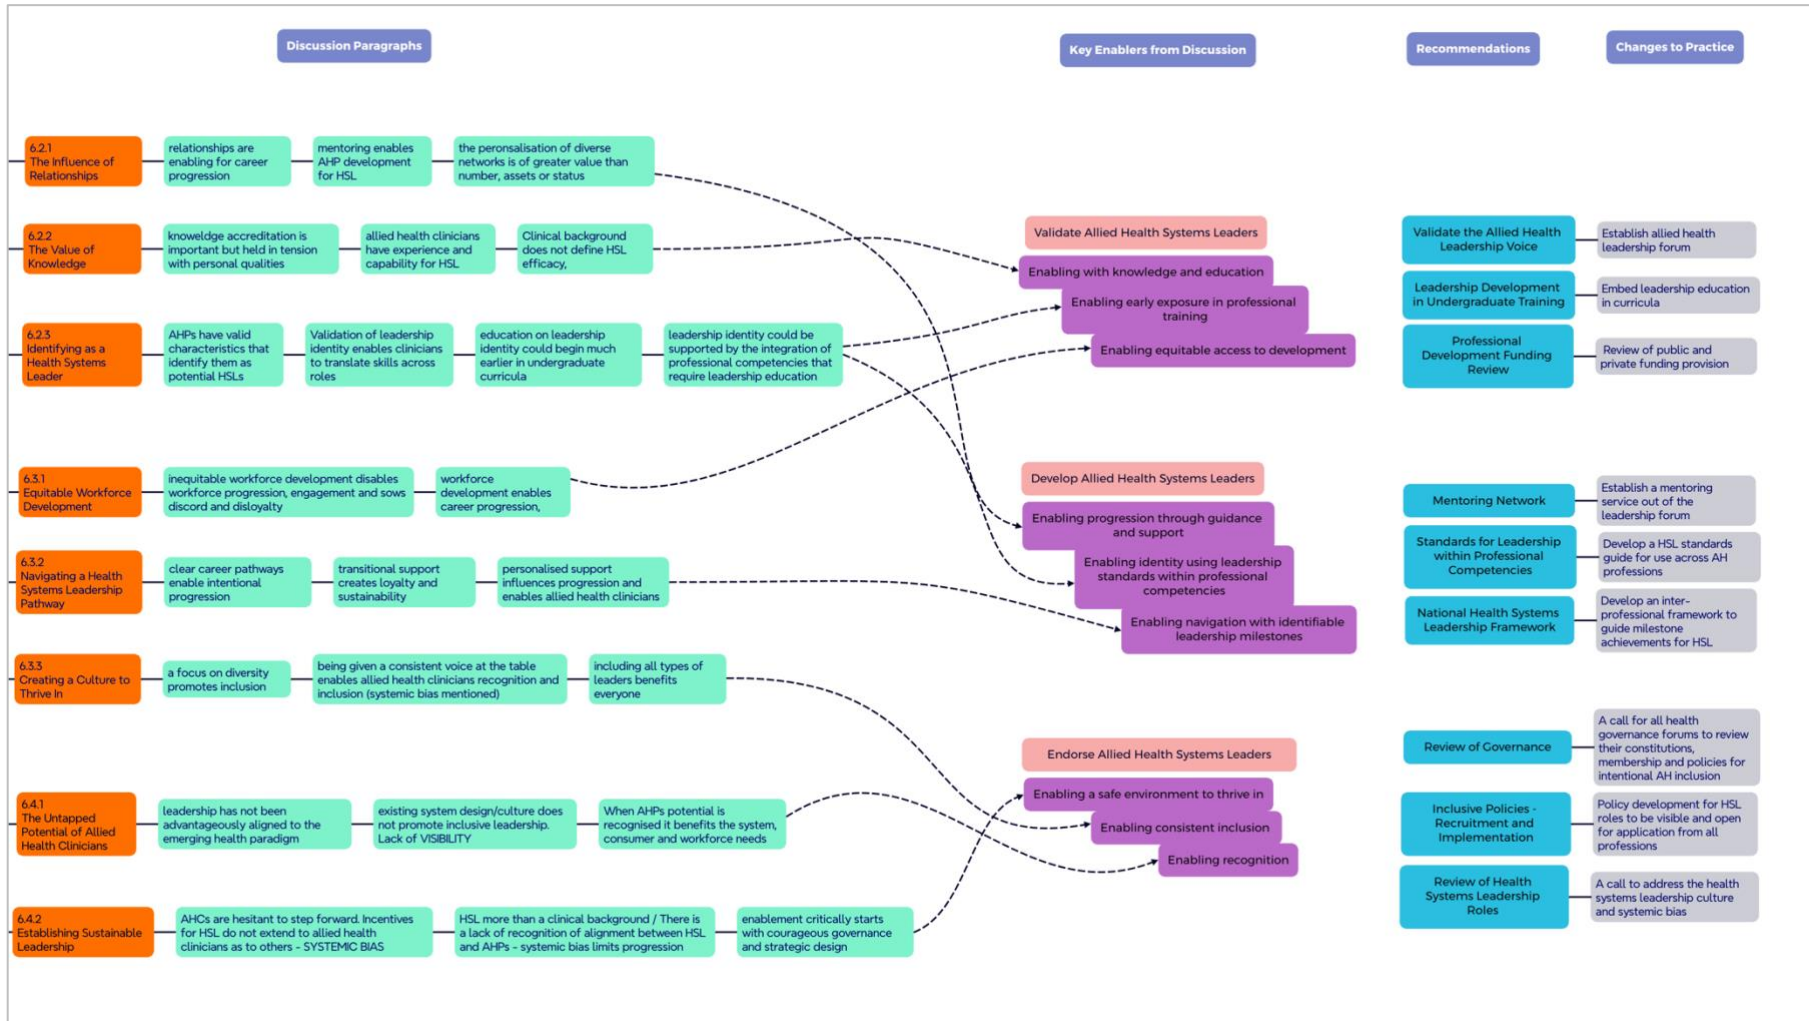 Discussion Paragraphs
Key Enablers from Discussion
Recommendations
Changes to Practice
6.2.1
The Influence of
Relationships
relationships are
enabling for career
progression
mentoring enables
AHP development
for HSL
the peronsalisation of diverse
networks is of greater value than
number, assets or status
6.2.2
The Value of
Knowledge
knoweldge accreditation is
important but held in tension
with personal qualities
allied health clinicians
have experience and
capability for HSL
Clinical background
does not define HSL
efficacy,
6.2.3
Identifying as a
Health Systems
Leader
AHPs have valid
characteristics that
identify them as
potential HSLs
Validation of leadership
identity enables clinicians
to translate skills across
roles
education on leadership
identity could begin much
earlier in undergraduate
curricula
leadership identity could be
supported by the integration of
professional competencies that
require leadership education
6.3.1
Equitable Workforce
Development
inequitable workforce development disables
workforce progression, engagement and sows
discord and disloyalty
workforce
development enables
career progression,
6.3.2
Navigating a Health
Systems Leadership
Pathway
clear career pathways
enable intentional
progression
transitional support
creates loyalty and
sustainability
personalised support
influences progression and
enables allied health clinicians
6.3.3
Creating a Culture to
Thrive In
a focus on diversity
promotes inclusion
being given a consistent voice at the table
enables allied health clinicians recognition and
inclusion (systemic bias mentioned)
including all types of
leaders benefits
everyone
6.4.1
The Untapped
Potential of Allied
Health Clinicians
leadership has not been
advantageously aligned to the
emerging health paradigm
existing system design/culture does
not promote inclusive leadership.
Lack of VISIBILITY
When AHPs potential is
recognised it benefits the system,
consumer and workforce needs
6.4.2
Establishing Sustainable
Leadership
AHCs are hesitant to step forward. Incentives
for HSL do not extend to allied health
clinicians as to others - SYSTEMIC BIAS
HSL more than a clinical background / There is
a lack of recognition of alignment between HSL
and AHPs - systemic bias limits progression
enablement critically starts
with courageous governance
and strategic design
Validate Allied Health Systems Leaders
Enabling with knowledge and education
Enabling early exposure in professional
training
Enabling equitable access to development
Develop Allied Health Systems Leaders
Enabling progression through guidance
and support
Enabling identity using leadership
standards within professional
competencies
Enabling navigation with identifiable
leadership milestones
Endorse Allied Health Systems Leaders
Enabling a safe environment to thrive in
Enabling consistent inclusion
Enabling recognition
Validate the Allied Health
Leadership Voice
Establish allied health
leadership forum
Leadership Development
in Undergraduate Training
Embed leadership education
in curricula
Professional
Development Funding
Review
Review of public and
private funding provision
Mentoring Network
Establish a mentoring
service out of the
leadership forum
Standards for Leadership
within Professional
Competencies
Develop a HSL standards
guide for use across AH
professions
National Health Systems
Leadership Framework
Develop an inter-
professional framework to
guide milestone
achievements for HSL
Review of Governance
A call for all health
governance forums to review
their constitutions,
membership and policies for
intentional AH inclusion
Inclusive Policies -
Recruitment and
Implementation
Policy development for HSL
roles to be visible and open
for application from all
professions
Review of Health
Systems Leadership
Roles
A call to address the health
systems leadership culture
and systemic bias